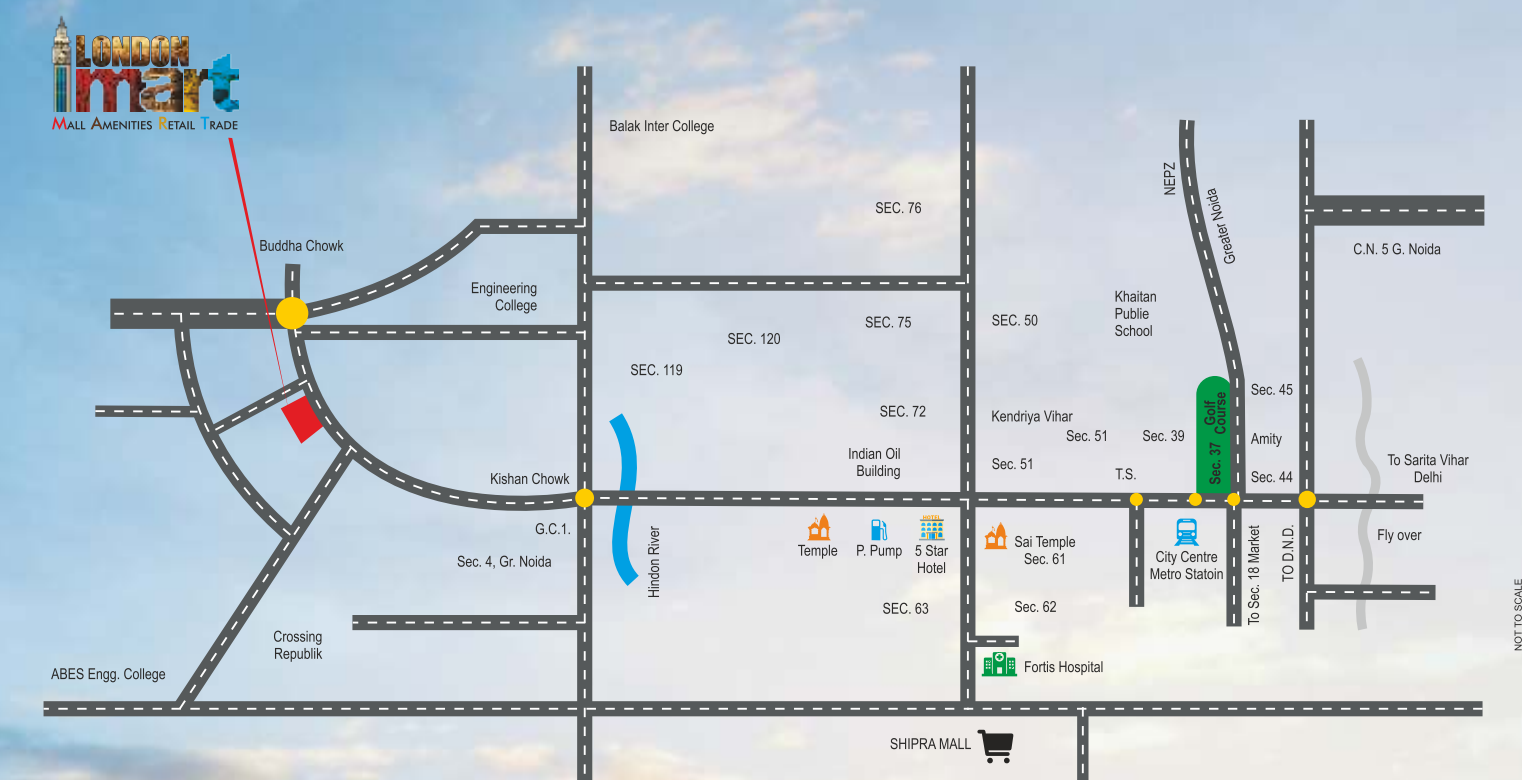 LONDON
mart
MALL AMENITIES RETAIL TRADE
Balak Inter College
SEC. 76
NEPZ
Greater Noida
C.N. 5 G. Noida
Buddha Chowk
Engineering
College
SEC. 119
SEC. 120
SEC. 75
SEC. 50
Khaitan
Publie
School
SEC. 72
Kendriya Vihar
Sec. 51
Sec. 39
Sec. 37 Golf
Course
Sec. 45
Amity
Sec. 44
Indian Oil
Building
Sec. 51
T.S.
To Sarita Vihar
Delhi
Kishan Chowk
G.C.1.
Sec. 4, Gr. Noida
Hindon River
Temple
P. Pump
HOTEL
5 Star
Hotel
Sai Temple
Sec. 61
City Centre
Metro Statoin
To Sec. 18 Market
TO D.N.D.
Fly over
SEC. 63
Sec. 62
Crossing
Republik
ABES Engg. College
Fortis Hospital
SHIPRA MALL
NOT TO SCALE